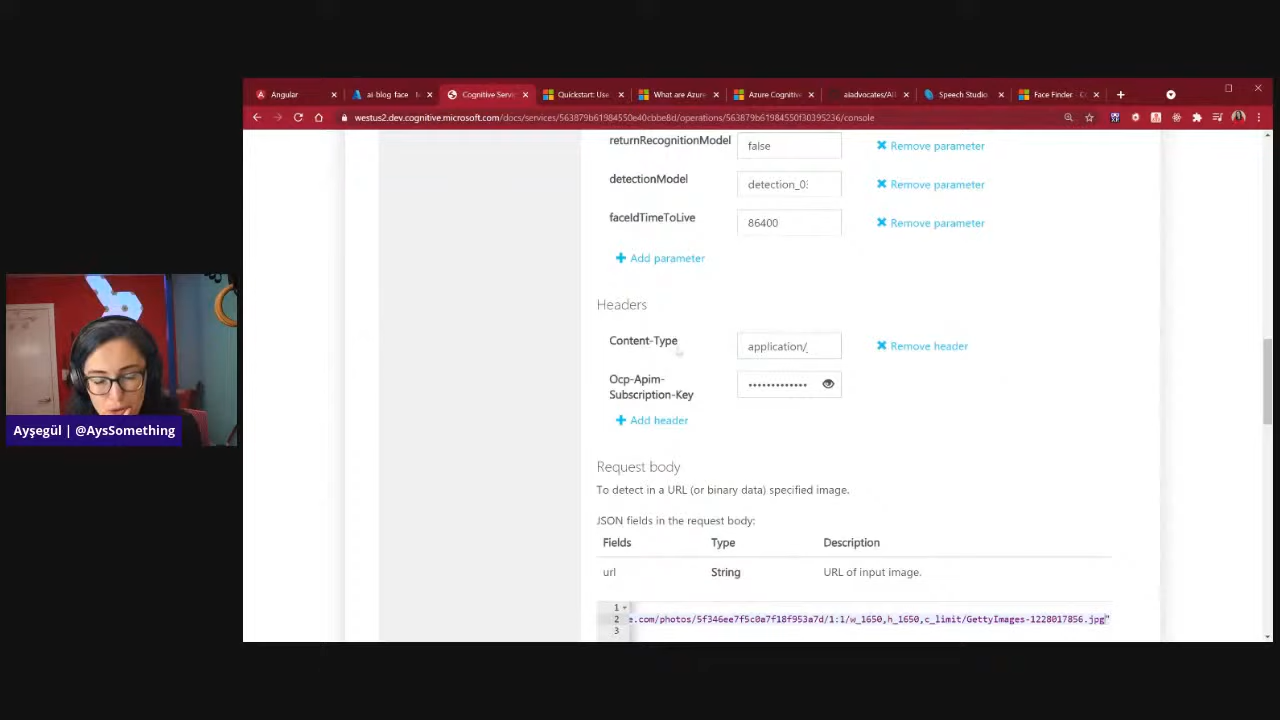 Angular
ai-blog face
Cognitive Servi
Quickstart: Use
What are Azure
Azure Cognitive
aiadvocates/AI
Speech Studio
Face Finder - C
westus2.dev.cognitive.microsoft.com/docs/services/563879b61984550e40cbbe8d/operations/563879b61984550f30395236/console
returnRecognitionModel false Remove parameter
detectionModel detection_03 Remove parameter
faceIdTimeToLive 86400 Remove parameter
Add parameter
Headers
Content-Type application/ Remove header
Ocp-Apim-
Subscription-Key
Add header
Request body
To detect in a URL (or binary data) specified image.
JSON fields in the request body:
Fields Type Description
url String URL of input image.
1
2 e.com/photos/5f346ee7f5c0a7f18f953a7d/1:1/w_1650,h_1650,c_limit/GettyImages-1228017856.jpg"
3
Ayşegül | @AysSomething